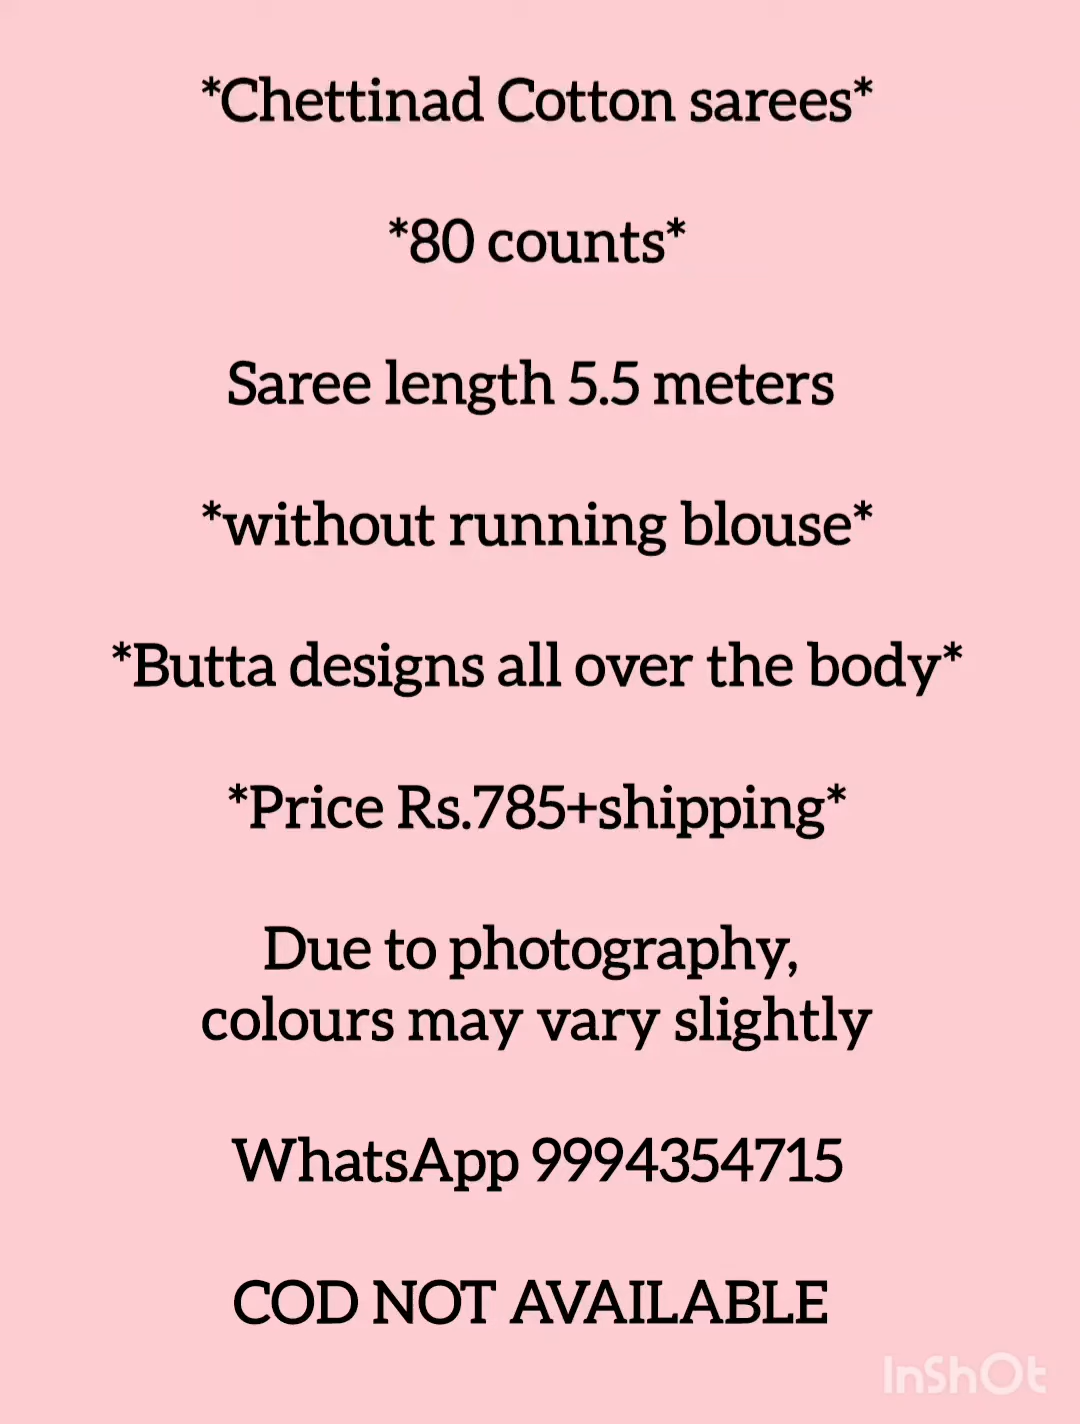 *Chettinad Cotton sarees*
*80 counts*
Saree length 5.5 meters
*without running blouse*
*Butta designs all over the body*
*Price Rs.785+shipping*
Due to photography,
colours may vary slightly
WhatsApp 9994354715
COD NOT AVAILABLE
InShOt